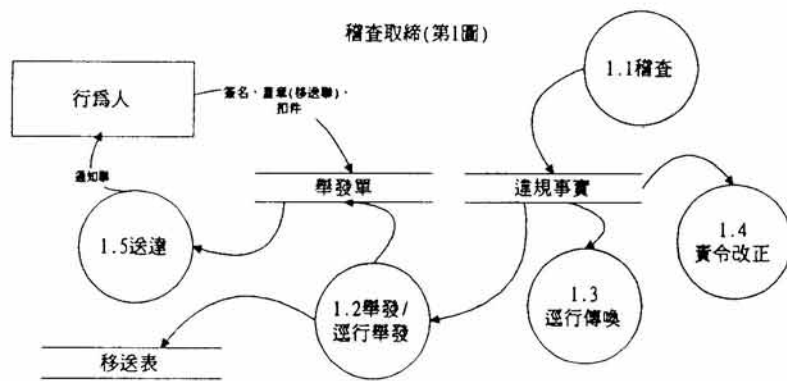 稽查取締(第1圖)
1.1稽查
行為人
簽名、蓋章(移送聯)、
扣件
通知聯
舉發單
違規事實
1.5送達
1.4
責令改正
1.2舉發/
逕行舉發
1.3
逕行傳喚
移送表